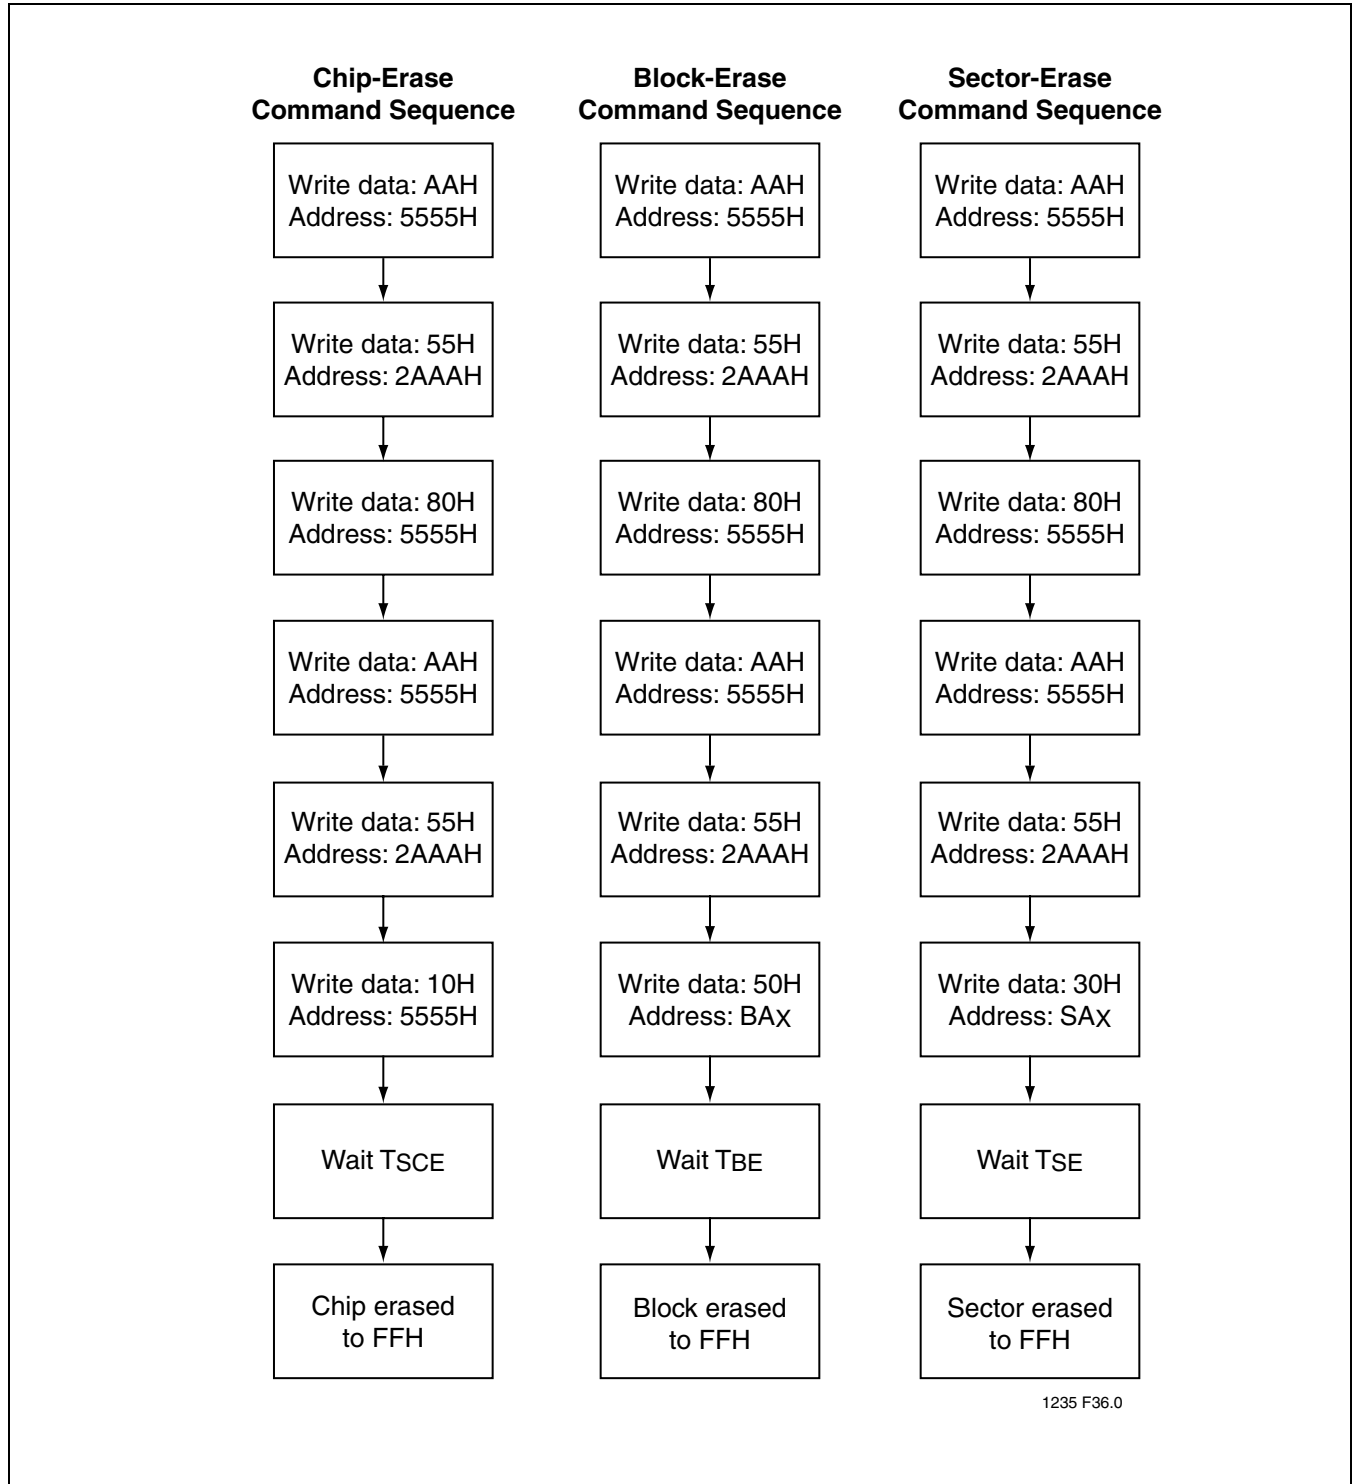 Chip-Erase
Command Sequence
Write data: AAH
Address: 5555H
Write data: 55H
Address: 2AAAH
Write data: 80H
Address: 5555H
Write data: AAH
Address: 5555H
Write data: 55H
Address: 2AAAH
Write data: 10H
Address: 5555H
Wait TSCE
Chip erased
to FFH
Block-Erase
Command Sequence
Write data: AAH
Address: 5555H
Write data: 55H
Address: 2AAAH
Write data: 80H
Address: 5555H
Write data: AAH
Address: 5555H
Write data: 55H
Address: 2AAAH
Write data: 50H
Address: BAX
Wait TBE
Block erased
to FFH
Sector-Erase
Command Sequence
Write data: AAH
Address: 5555H
Write data: 55H
Address: 2AAAH
Write data: 80H
Address: 5555H
Write data: AAH
Address: 5555H
Write data: 55H
Address: 2AAAH
Write data: 30H
Address: SAX
Wait TSE
Sector erased
to FFH
1235 F36.0